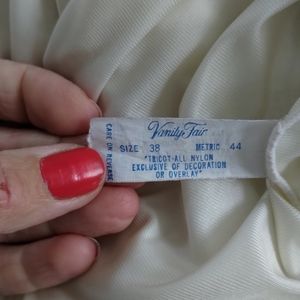 Vanity Fair
SIZE 38 METRIC 44
"TRICOT-ALL NYLON
EXCLUSIVE OF DECORATION
OR OVERLAY"
CARE ON REVERSE